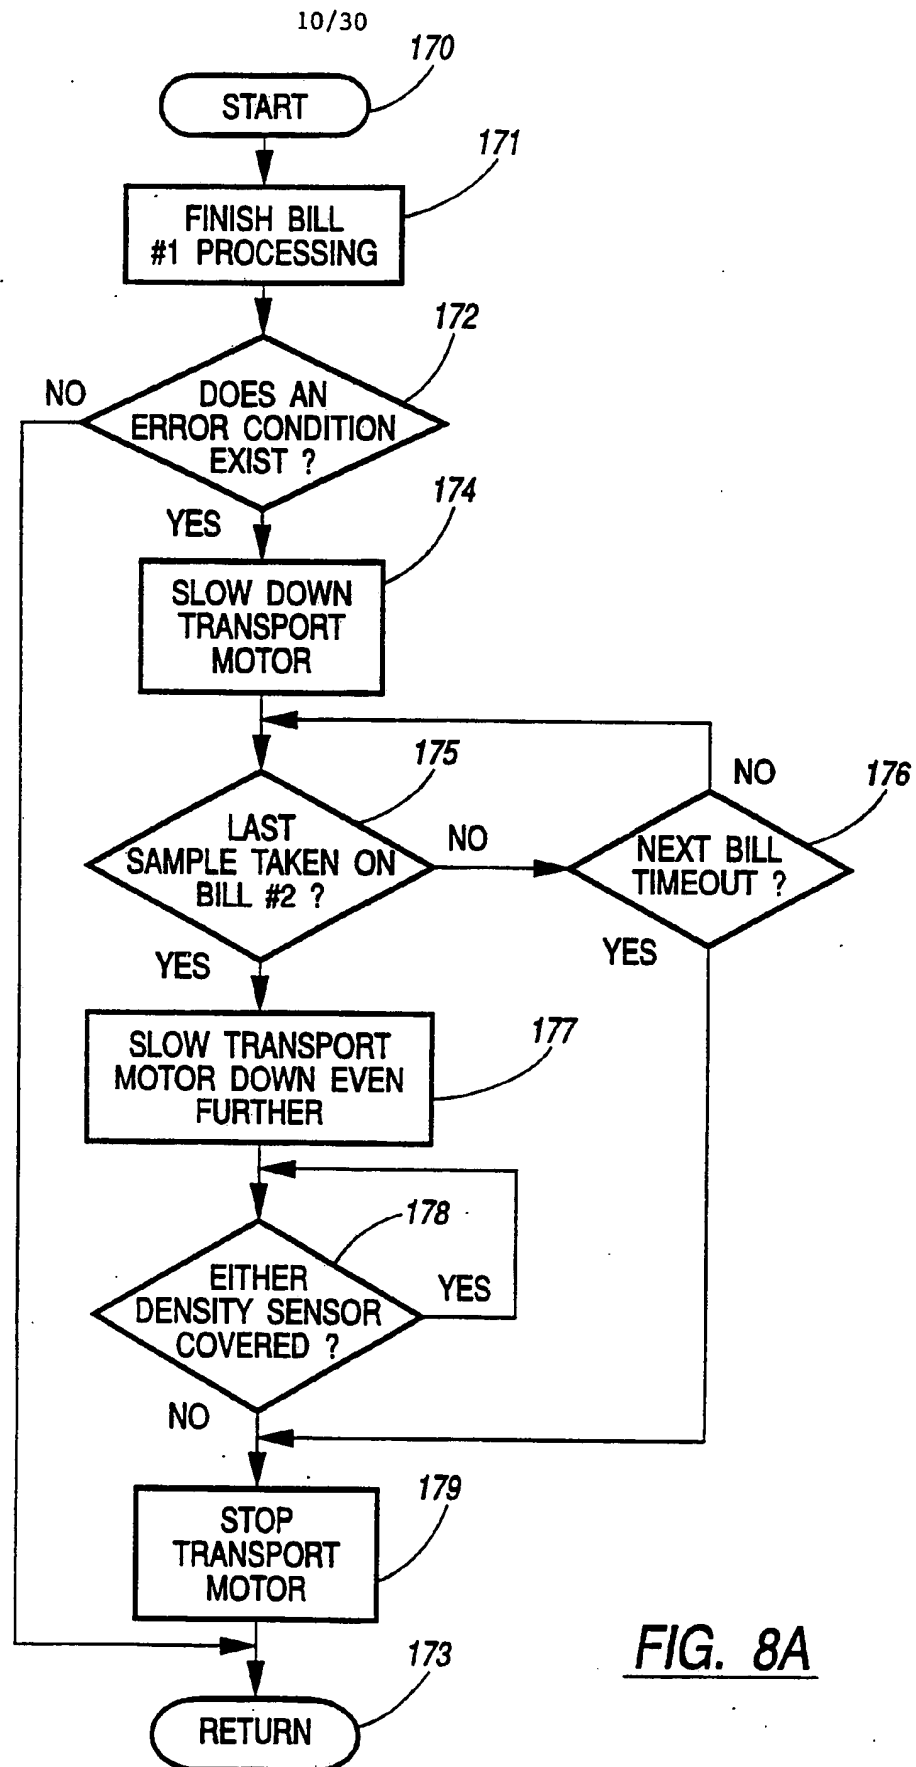 10/30
170
START
171
FINISH BILL
#1 PROCESSING
172
NO
DOES AN
ERROR CONDITION
EXIST ?
174
YES
SLOW DOWN
TRANSPORT
MOTOR
175
NO
176
LAST
SAMPLE TAKEN ON
BILL #2 ?
NO
NEXT BILL
TIMEOUT ?
YES
YES
177
SLOW TRANSPORT
MOTOR DOWN EVEN
FURTHER
178
EITHER
DENSITY SENSOR
COVERED ?
YES
NO
179
STOP
TRANSPORT
MOTOR
173
RETURN
FIG. 8A